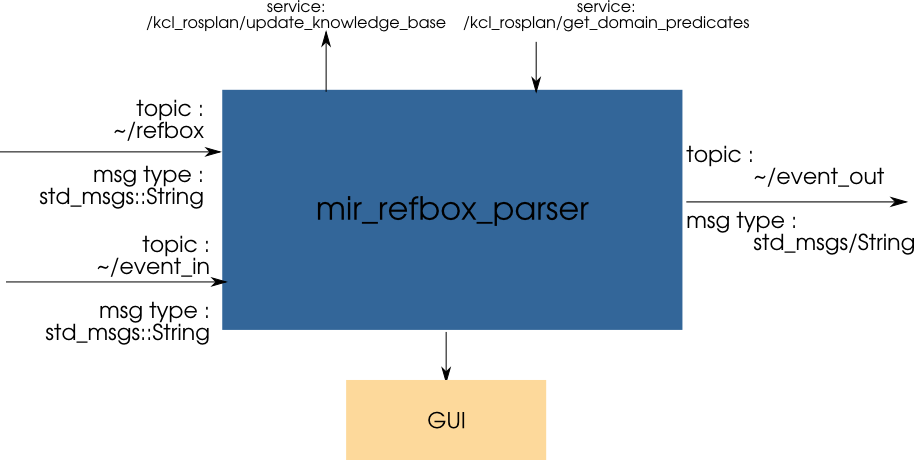 service:
/kcl_rosplan/update_knowledge_base
service:
/kcl_rosplan/get_domain_predicates
topic :
~/refbox
msg type :
std_msgs::String
topic :
~/event_in
msg type :
std_msgs::String
mir_refbox_parser
topic :
~/event_out
msg type :
std_msgs/String
GUI